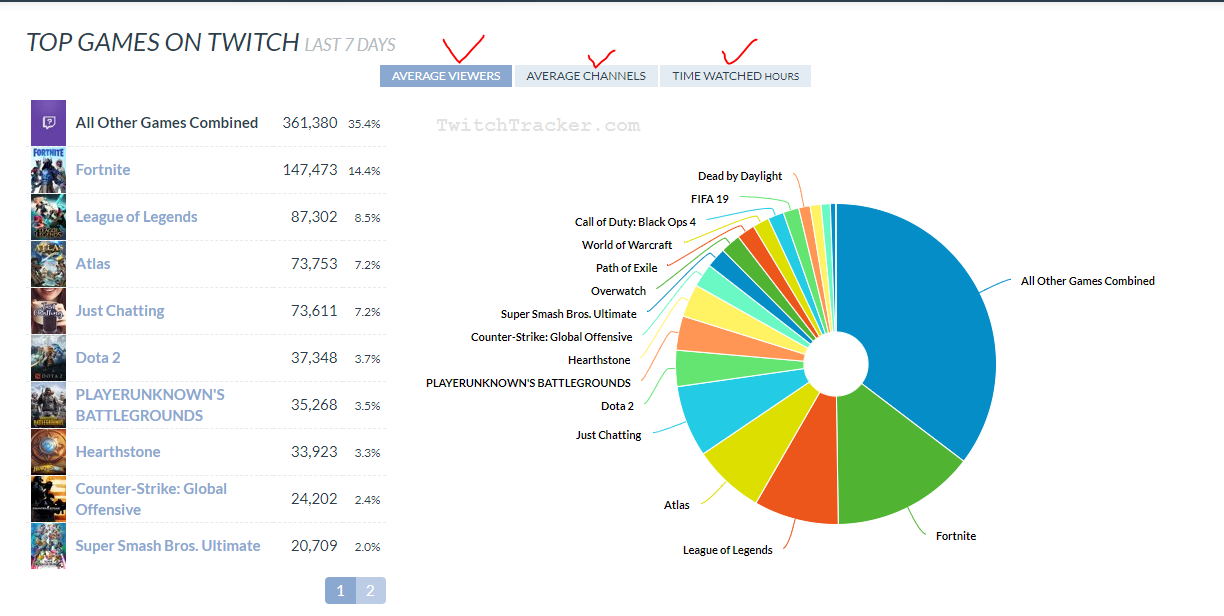 TOP GAMES ON TWITCH LAST 7 DAYS
AVERAGE VIEWERS AVERAGE CHANNELS TIME WATCHED HOURS
TwitchTracker.com
All Other Games Combined 361,380 35.4%
Fortnite 147,473 14.4%
League of Legends 87,302 8.5%
Atlas 73,753 7.2%
Just Chatting 73,611 7.2%
Dota 2 37,348 3.7%
PLAYERUNKNOWN'S
BATTLEGROUNDS 35,268 3.5%
Hearthstone 33,923 3.3%
Counter-Strike: Global
Offensive 24,202 2.4%
Super Smash Bros. Ultimate 20,709 2.0%
1 2
Dead by Daylight
FIFA 19
Call of Duty: Black Ops 4
World of Warcraft
Path of Exile
Overwatch
Super Smash Bros. Ultimate
Counter-Strike: Global Offensive
Hearthstone
PLAYERUNKNOWN'S BATTLEGROUNDS
Dota 2
Just Chatting
Atlas
League of Legends
Fortnite
All Other Games Combined